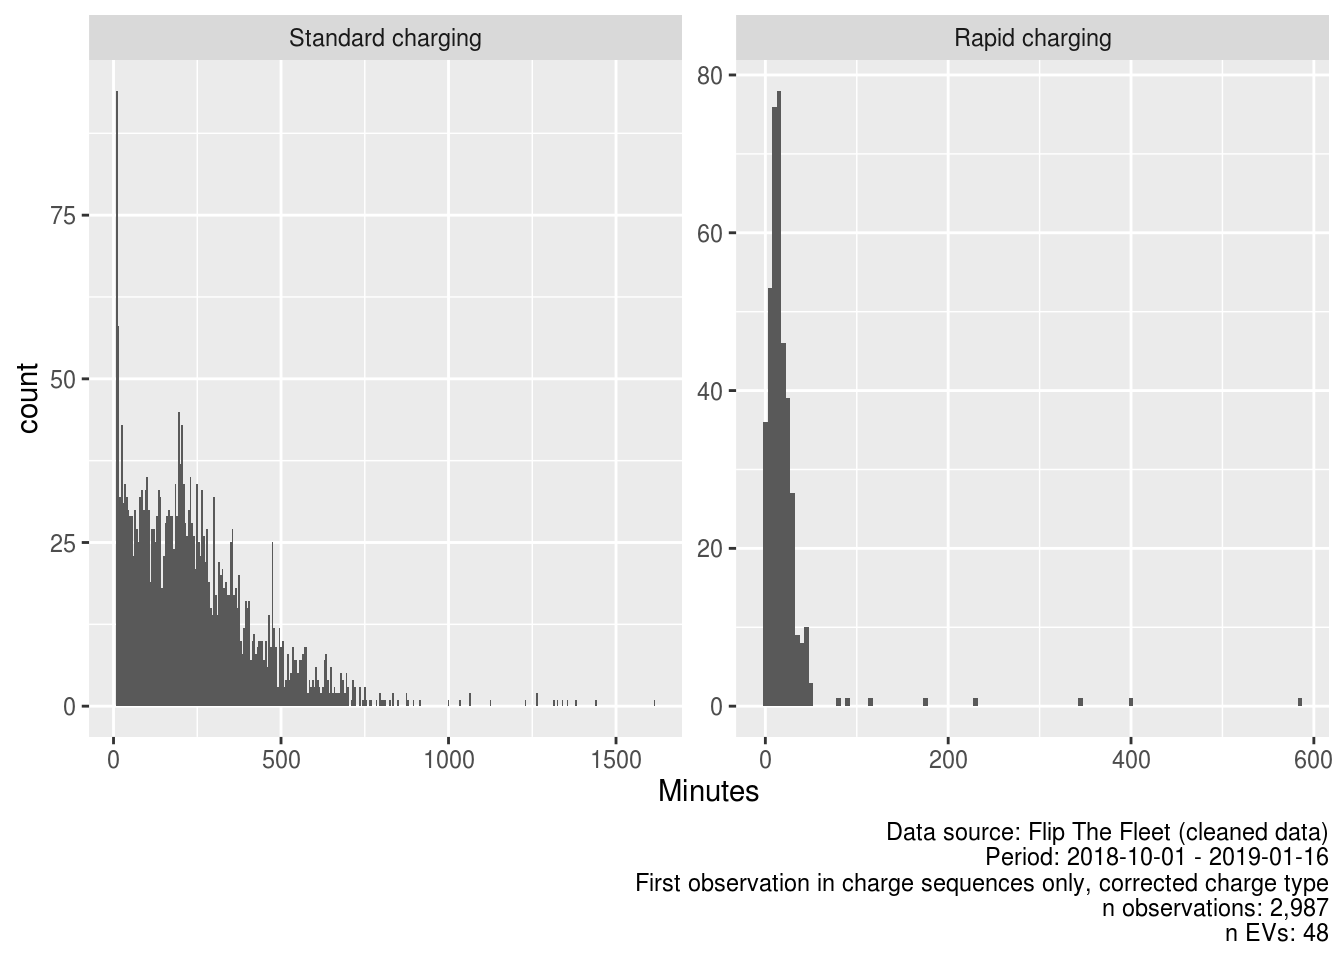 Standard charging
Rapid charging
count
75
50
25
0
80
60
40
20
0
0 500 1000 1500
0 200 400 600
Minutes
Data source: Flip The Fleet (cleaned data)
Period: 2018-10-01 - 2019-01-16
First observation in charge sequences only, corrected charge type
n observations: 2,987
n EVs: 48